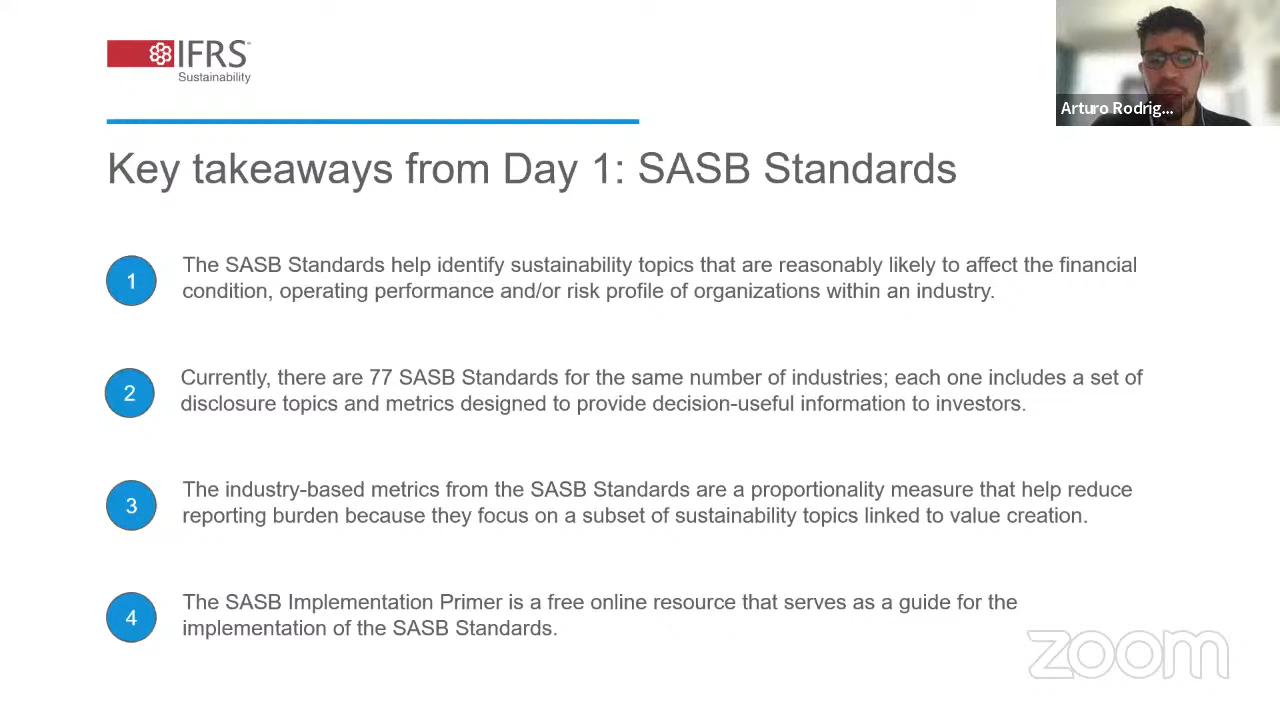 IFRS
Sustainability
Arturo Rodrig...
Key takeaways from Day 1: SASB Standards
1
The SASB Standards help identify sustainability topics that are reasonably likely to affect the financial
condition, operating performance and/or risk profile of organizations within an industry.
2
Currently, there are 77 SASB Standards for the same number of industries; each one includes a set of
disclosure topics and metrics designed to provide decision-useful information to investors.
3
The industry-based metrics from the SASB Standards are a proportionality measure that help reduce
reporting burden because they focus on a subset of sustainability topics linked to value creation.
4
The SASB Implementation Primer is a free online resource that serves as a guide for the
implementation of the SASB Standards.
zoom